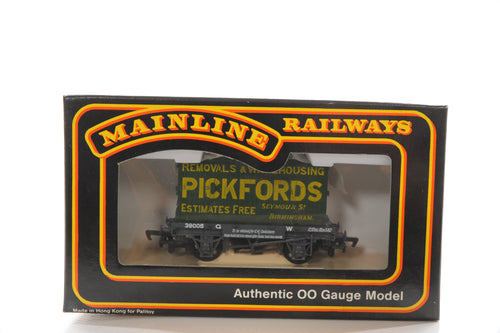 MAINLINE
RAILWAYS
REMOVALS & WAREHOUSING
PICKFORDS
ESTIMATES FREE
SEYMOUR ST
BIRMINGHAM.
39005 G W
Authentic OO Gauge Model
Made in Hong Kong for Palitoy